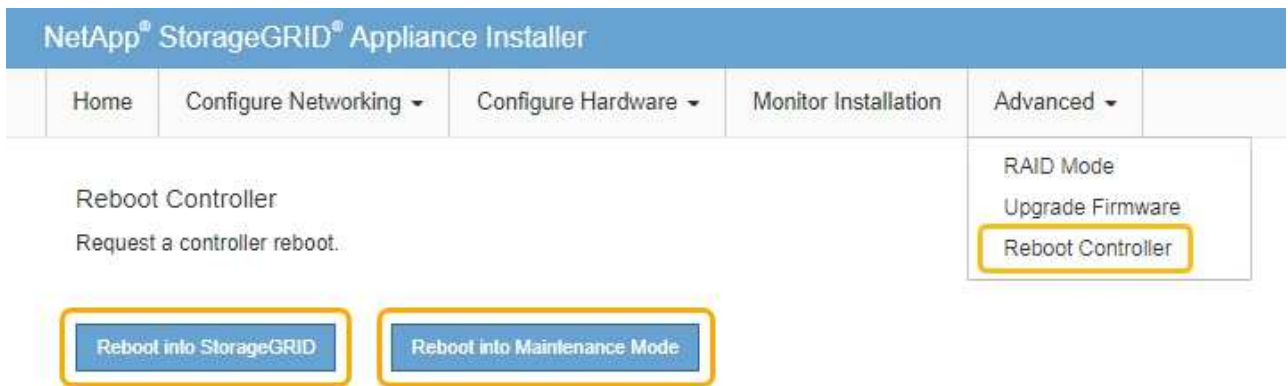 NetApp® StorageGRID® Appliance Installer
Home Configure Networking Configure Hardware Monitor Installation Advanced
RAID Mode
Upgrade Firmware
Reboot Controller
Reboot Controller
Request a controller reboot.
Reboot into StorageGRID Reboot into Maintenance Mode